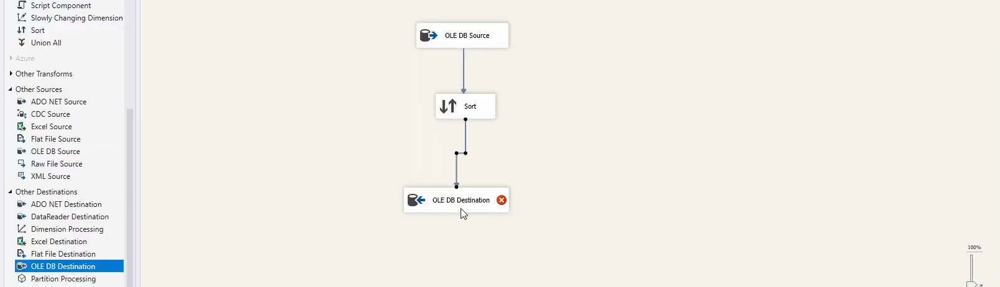 Script Component
Slowly Changing Dimension
Sort
Union All
Azure
Other Transforms
Other Sources
ADO NET Source
CDC Source
Excel Source
Flat File Source
OLE DB Source
Raw File Source
XML Source
Other Destinations
ADO NET Destination
DataReader Destination
Dimension Processing
Excel Destination
Flat File Destination
OLE DB Destination
Partition Processing
OLE DB Source
Sort
OLE DB Destination
100%